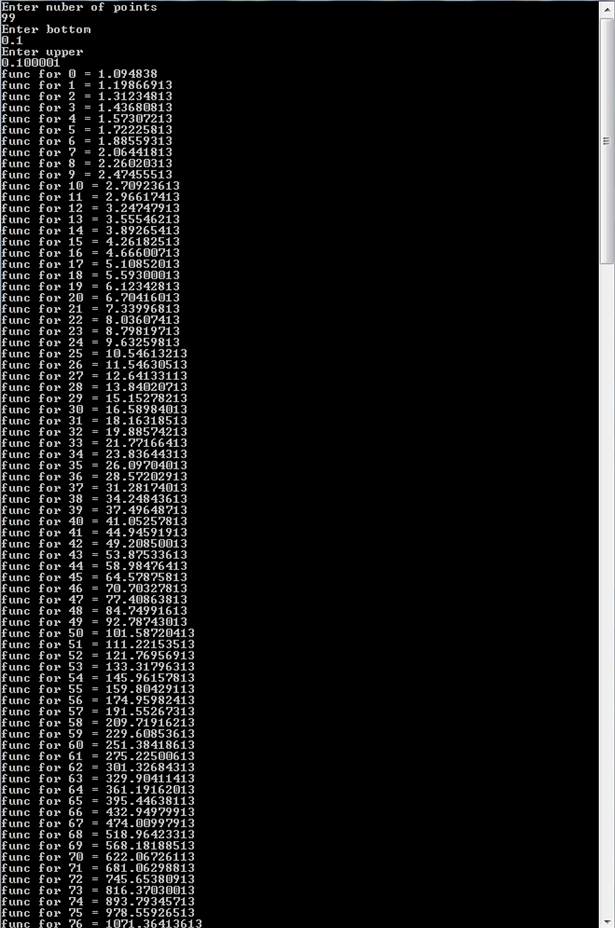 Enter nuber of points
99
Enter bottom
0.1
Enter upper
0.100001
func for 0 = 1.094838
func for 1 = 1.19866913
func for 2 = 1.31234813
func for 3 = 1.43680813
func for 4 = 1.57307213
func for 5 = 1.72225813
func for 6 = 1.88559313
func for 7 = 2.06441813
func for 8 = 2.26020313
func for 9 = 2.47455513
func for 10 = 2.70923613
func for 11 = 2.96617413
func for 12 = 3.24747913
func for 13 = 3.55546213
func for 14 = 3.89265413
func for 15 = 4.26182513
func for 16 = 4.66600713
func for 17 = 5.10852013
func for 18 = 5.59300013
func for 19 = 6.12342813
func for 20 = 6.70416013
func for 21 = 7.33996813
func for 22 = 8.03607413
func for 23 = 8.79819713
func for 24 = 9.63259813
func for 25 = 10.54613213
func for 26 = 11.54630513
func for 27 = 12.64133113
func for 28 = 13.84020713
func for 29 = 15.15278213
func for 30 = 16.58984013
func for 31 = 18.16318513
func for 32 = 19.88574213
func for 33 = 21.77166413
func for 34 = 23.83644313
func for 35 = 26.09704013
func for 36 = 28.57202913
func for 37 = 31.28174013
func for 38 = 34.24843613
func for 39 = 37.49648713
func for 40 = 41.05257813
func for 41 = 44.94591913
func for 42 = 49.20850013
func for 43 = 53.87533613
func for 44 = 58.98476413
func for 45 = 64.57875813
func for 46 = 70.70327813
func for 47 = 77.40863813
func for 48 = 84.74991613
func for 49 = 92.78743013
func for 50 = 101.58720413
func for 51 = 111.22153513
func for 52 = 121.76956913
func for 53 = 133.31796313
func for 54 = 145.96157813
func for 55 = 159.80429113
func for 56 = 174.95982413
func for 57 = 191.55267313
func for 58 = 209.71916213
func for 59 = 229.60853613
func for 60 = 251.38418613
func for 61 = 275.22500613
func for 62 = 301.32684313
func for 63 = 329.90411413
func for 64 = 361.19162013
func for 65 = 395.44638113
func for 66 = 432.94979913
func for 67 = 474.00997913
func for 68 = 518.96423313
func for 69 = 568.18188513
func for 70 = 622.06726113
func for 71 = 681.06298813
func for 72 = 745.65380913
func for 73 = 816.37030013
func for 74 = 893.79345713
func for 75 = 978.55926513
func for 76 = 1071.36413613